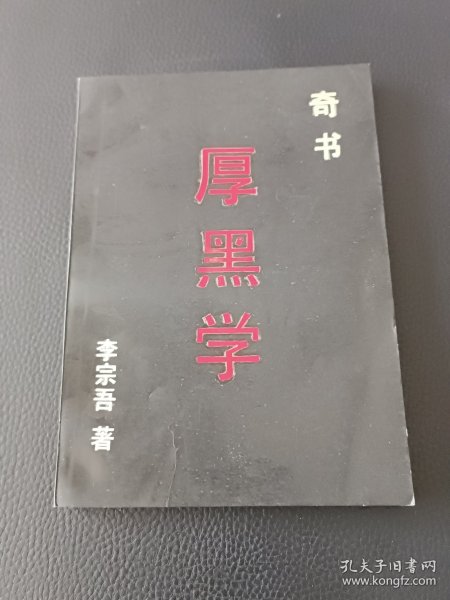 奇书
厚黑学
李宗吾 著
孔夫子旧书网
www.kongfz.com